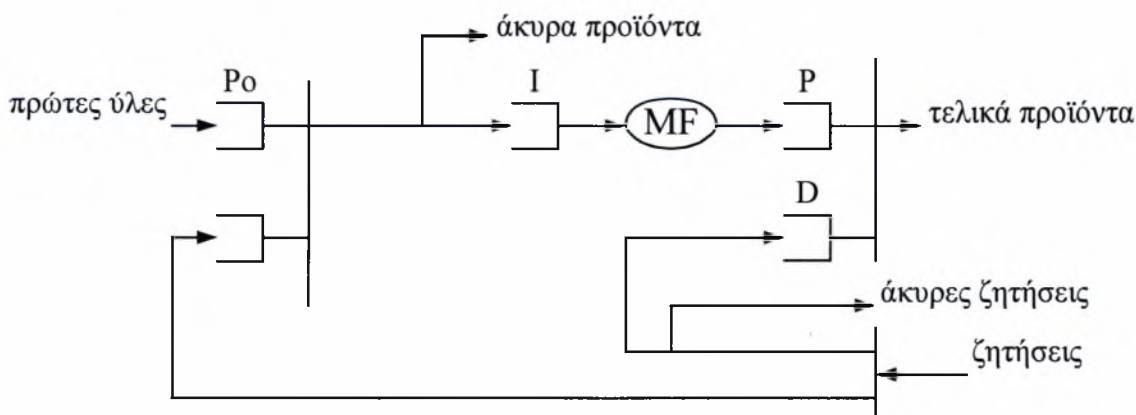 άκυρα προϊόντα
Po
I
P
πρώτες ύλες
MF
τελικά προϊόντα
D
άκυρες ζητήσεις
ζητήσεις